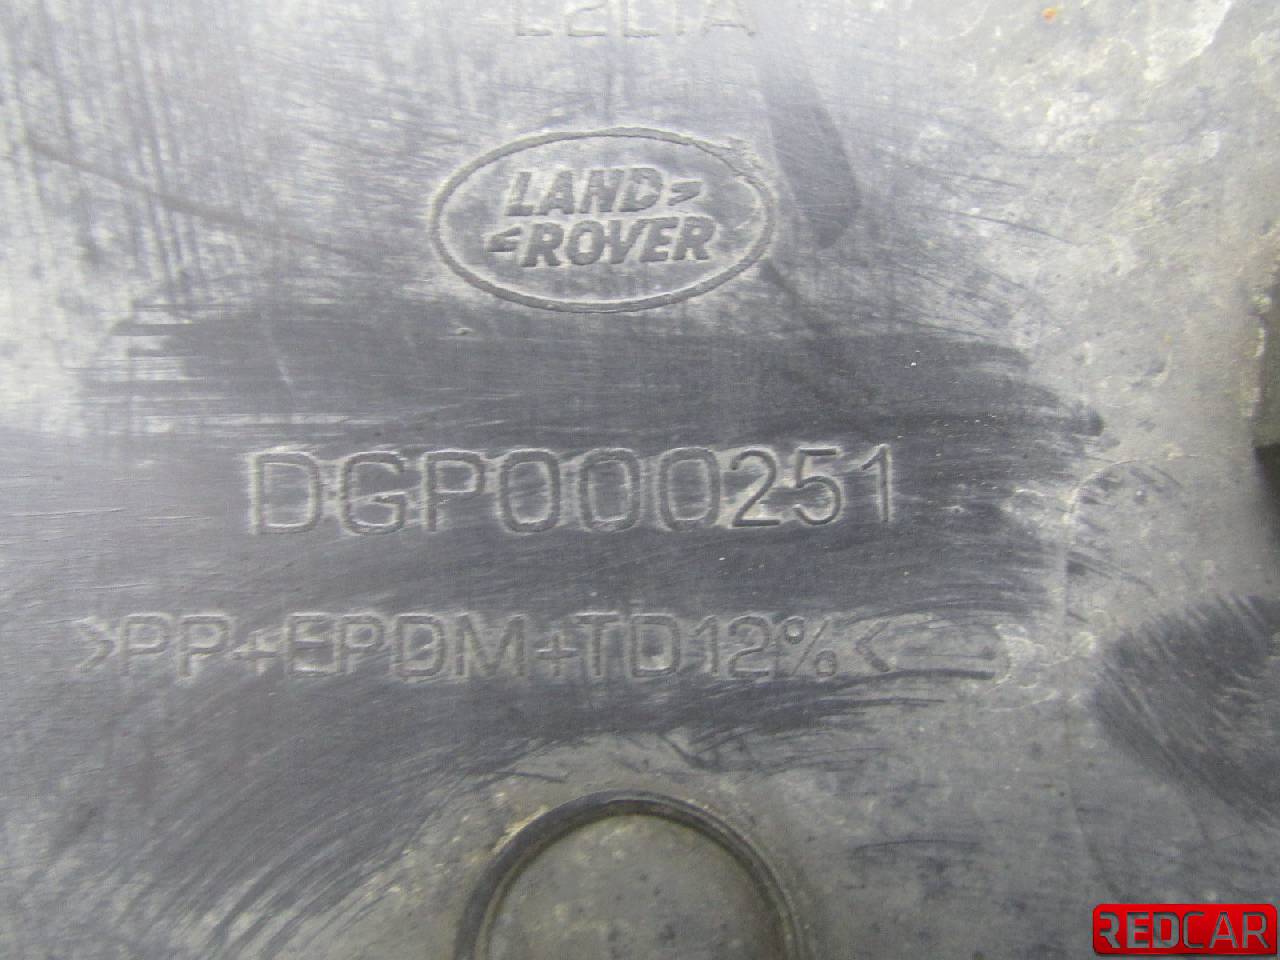 LAND
ROVER
DGP000251
>PP+EPDM+TD12%<
REDCAR